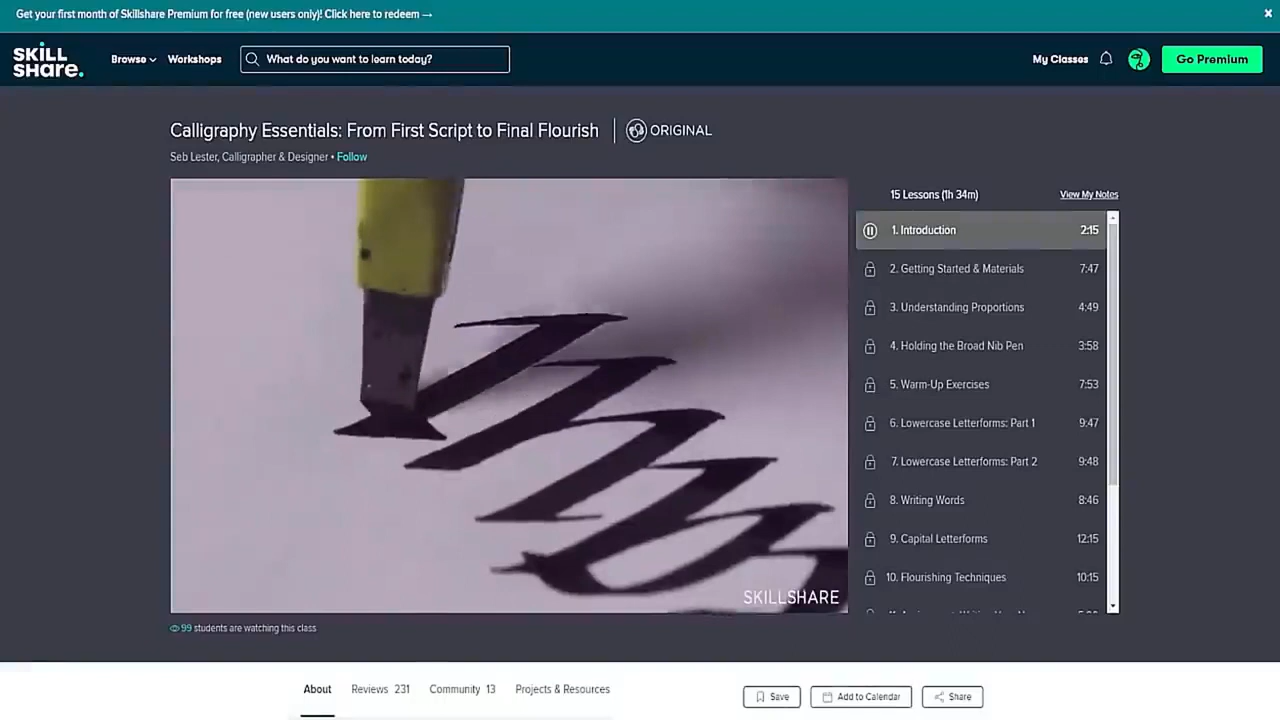 Get your first month of Skillshare Premium for free (new users only)! Click here to redeem →
SKILL
SHARE.
Browse
Workshops
What do you want to learn today?
My Classes
Go Premium
Calligraphy Essentials: From First Script to Final Flourish
ORIGINAL
Seb Lester, Calligrapher & Designer • Follow
15 Lessons (1h 34m)
View My Notes
1. Introduction 2:15
2. Getting Started & Materials 7:47
3. Understanding Proportions 4:49
4. Holding the Broad Nib Pen 3:58
5. Warm-Up Exercises 7:53
6. Lowercase Letterforms: Part 1 9:47
7. Lowercase Letterforms: Part 2 9:48
8. Writing Words 8:46
9. Capital Letterforms 12:15
10. Flourishing Techniques 10:15
SKILLSHARE
99 students are watching this class
About
Reviews 231
Community 13
Projects & Resources
Save
Add to Calendar
Share